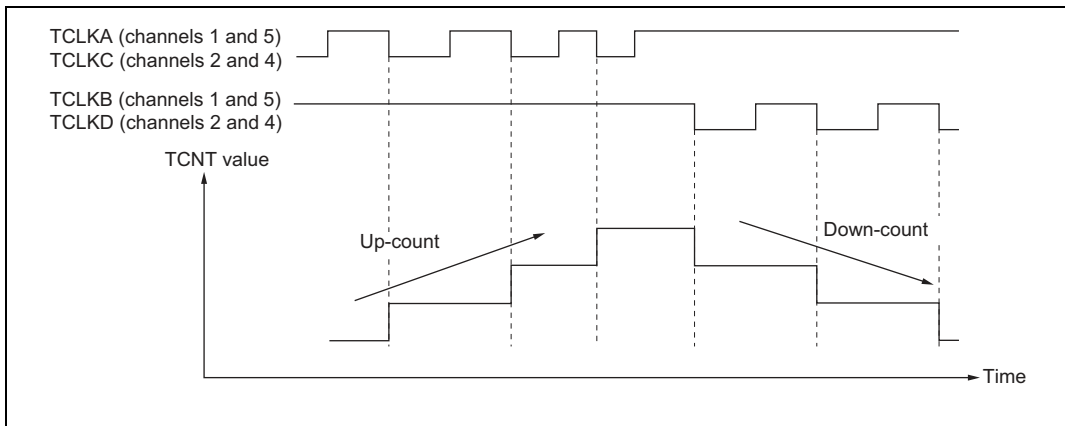 TCLKA (channels 1 and 5)
TCLKC (channels 2 and 4)
TCLKB (channels 1 and 5)
TCLKD (channels 2 and 4)
TCNT value
Up-count
Down-count
Time